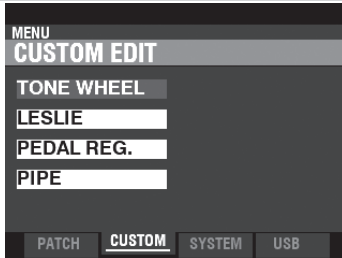 MENU
CUSTOM EDIT
TONE WHEEL
LESLIE
PEDAL REG.
PIPE
PATCH CUSTOM SYSTEM USB